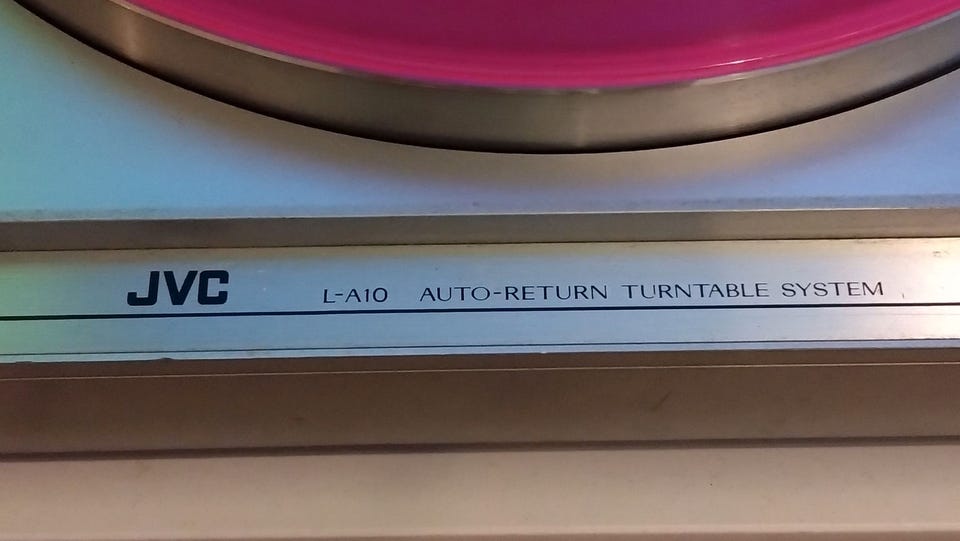 JVC L-A10 AUTO-RETURN TURNTABLE SYSTEM